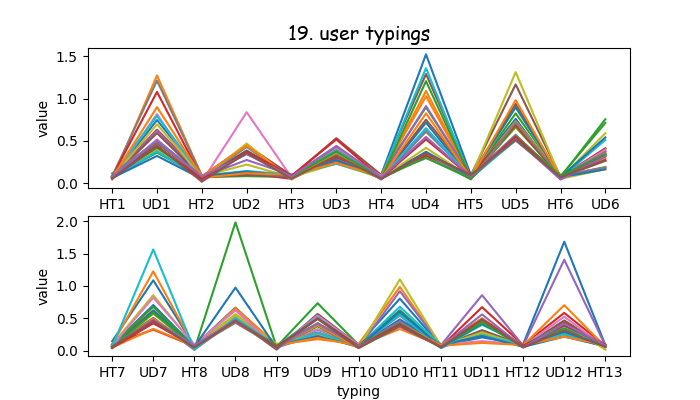 19. user typings
value
1.5
1.0
0.5
0.0
HT1 UD1 HT2 UD2 HT3 UD3 HT4 UD4 HT5 UD5 HT6 UD6
value
2.0
1.5
1.0
0.5
0.0
HT7 UD7 HT8 UD8 HT9 UD9 HT10 UD10 HT11 UD11 HT12 UD12 HT13
typing